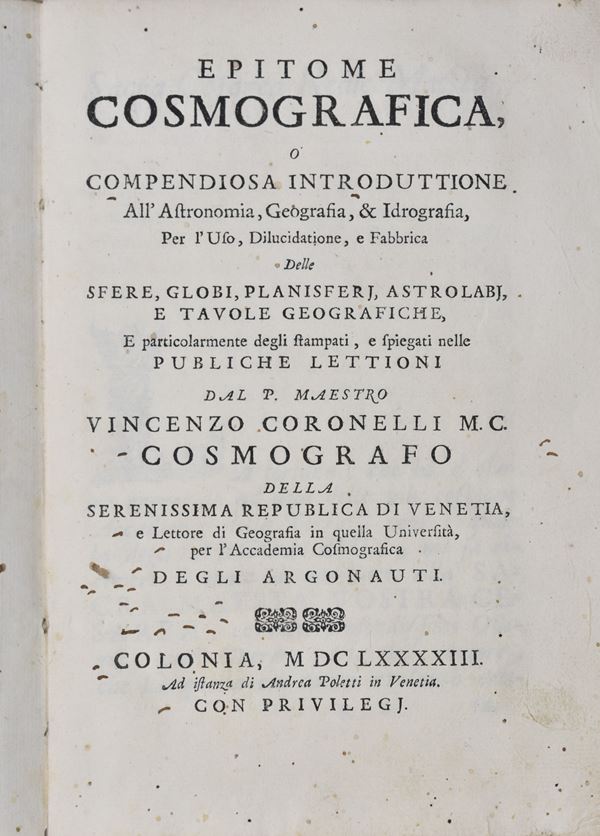 EPITOME
COSMOGRAFICA,
O'
COMPENDIOSA INTRODUTTIONE
All' Aſtronomia, Geografia, & Idrografia,
Per l'Uſo, Dilucidatione, e Fabbrica
Delle
SFERE, GLOBI, PLANISFERJ, ASTROLABJ,
E TAVOLE GEOGRAFICHE,
E particolarmente degli ſtampati, e ſpiegati nelle
PUBLICHE LETTIONI
DAL P. MAESTRO
VINCENZO CORONELLI M.C.
COSMOGRAFO
DELLA
SERENISSIMA REPUBLICA DI VENETIA,
e Lettore di Geografia in quella Univerſità,
per l'Accademia Coſmografica
DEGLI ARGONAUTI.
COLONIA, MDCLXXXXIII.
Ad iſtanza di Andrea Poletti in Venetia.
CON PRIVILEGJ.